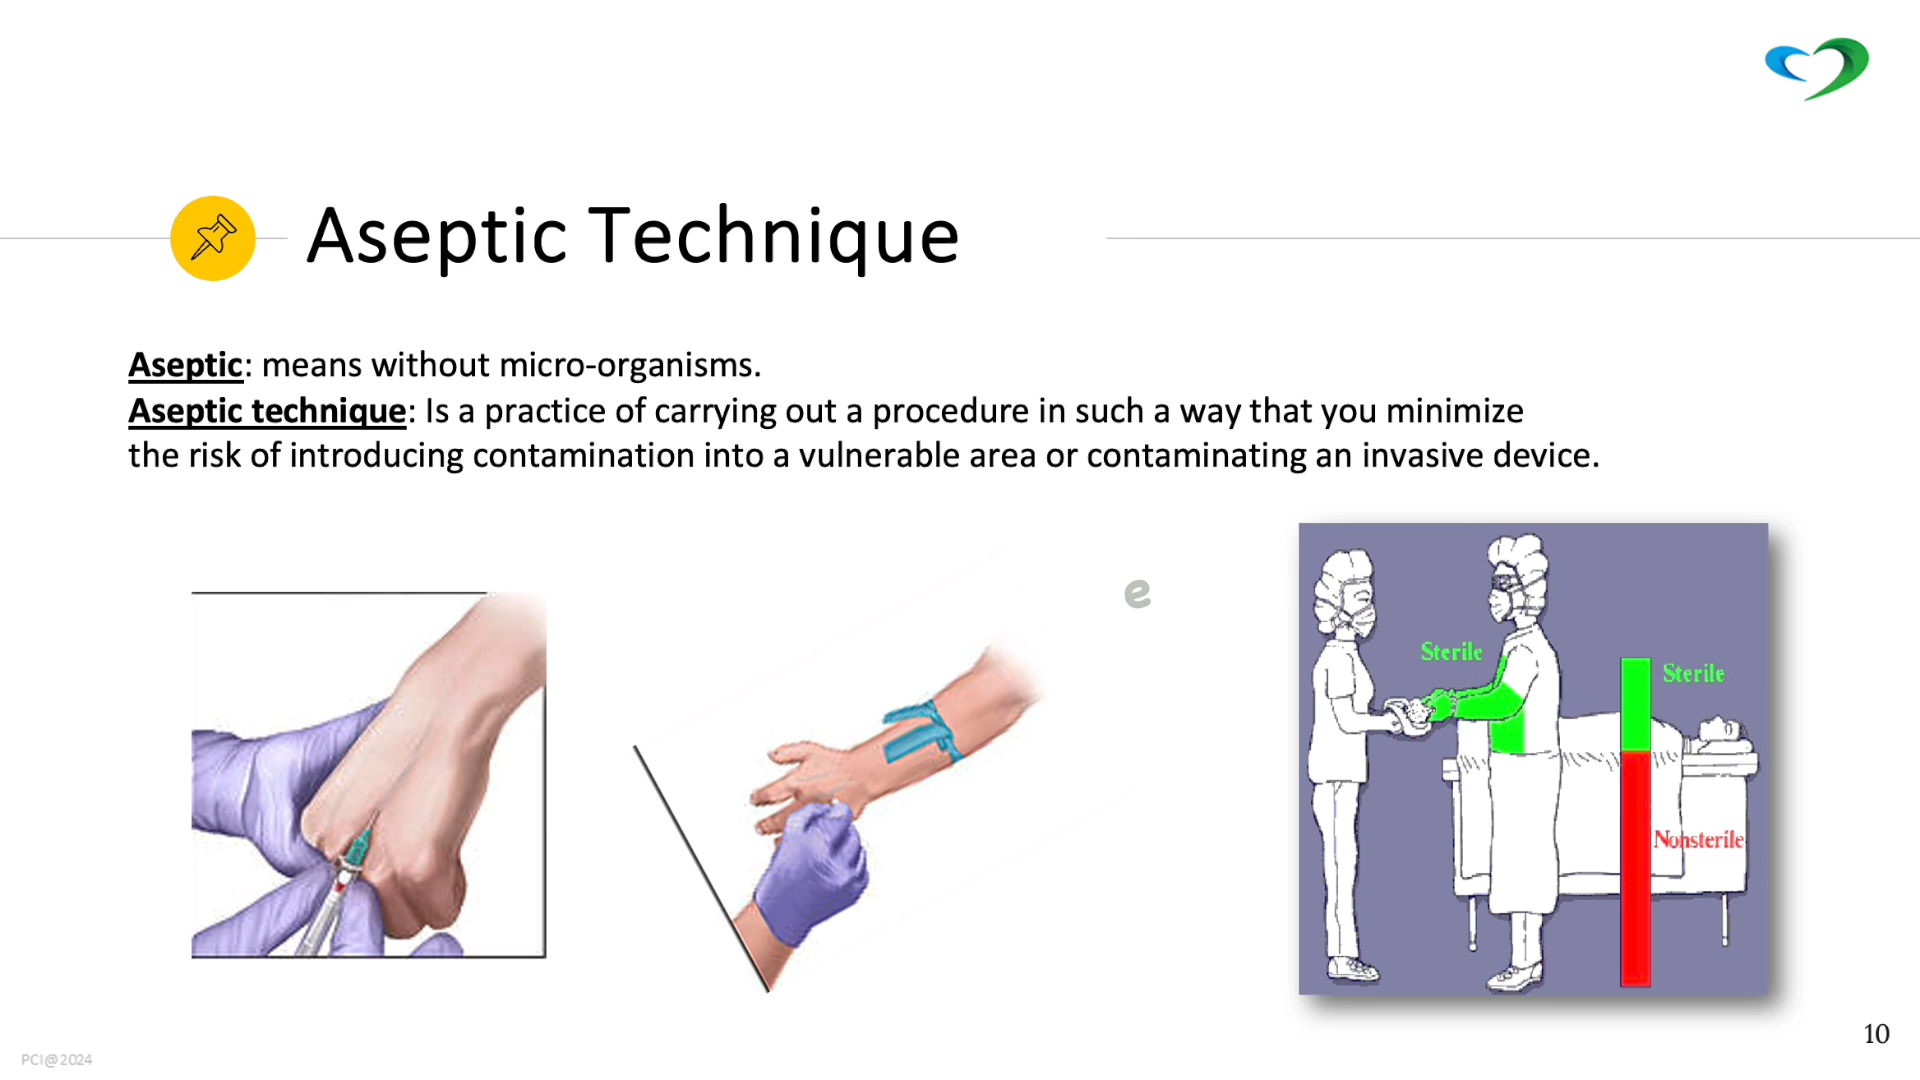 Aseptic Technique
Aseptic: means without micro-organisms.
Aseptic technique: Is a practice of carrying out a procedure in such a way that you minimize
the risk of introducing contamination into a vulnerable area or contaminating an invasive device.
e
Sterile
Sterile
Nonsterile
10
PCI@2024